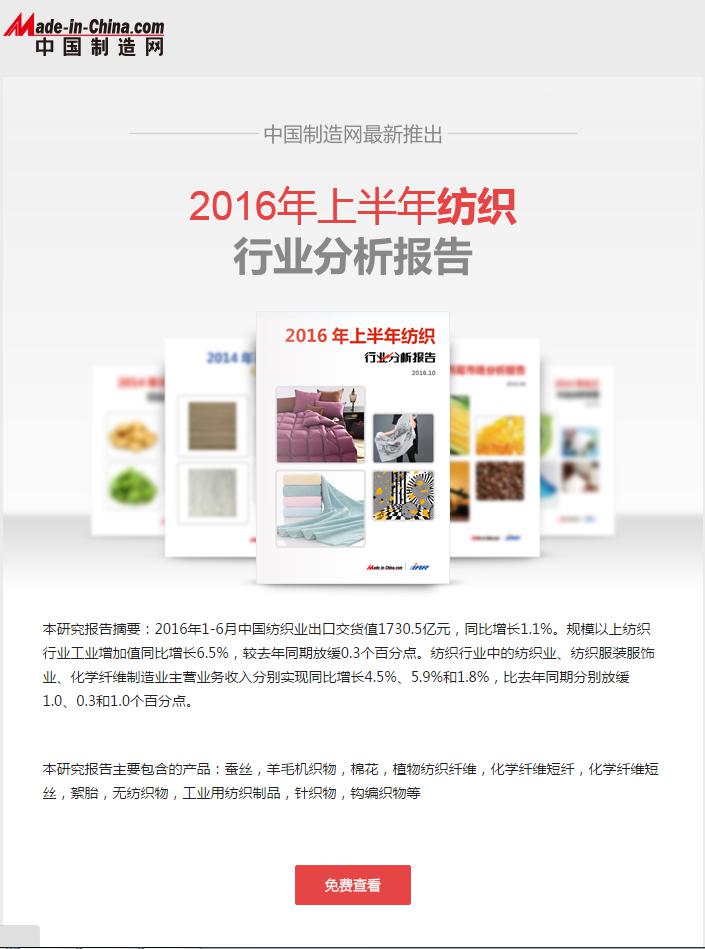 Made-in-China.com
中国制造网
中国制造网最新推出
2016年上半年纺织
行业分析报告
2016 年上半年纺织
行业分析报告
2016.10
2014 年
市场分析报告
Made-in-China.com
本研究报告摘要：2016年1-6月中国纺织业出口交货值1730.5亿元，同比增长1.1%。规模以上纺织
行业工业增加值同比增长6.5%，较去年同期放缓0.3个百分点。纺织行业中的纺织业、纺织服装服饰
业、化学纤维制造业主营业务收入分别实现同比增长4.5%、5.9%和1.8%，比去年同期分别放缓
1.0、0.3和1.0个百分点。
本研究报告主要包含的产品：蚕丝，羊毛机织物，棉花，植物纺织纤维，化学纤维短纤，化学纤维短
丝，絮胎，无纺织物，工业用纺织制品，针织物，钩编织物等
免费查看